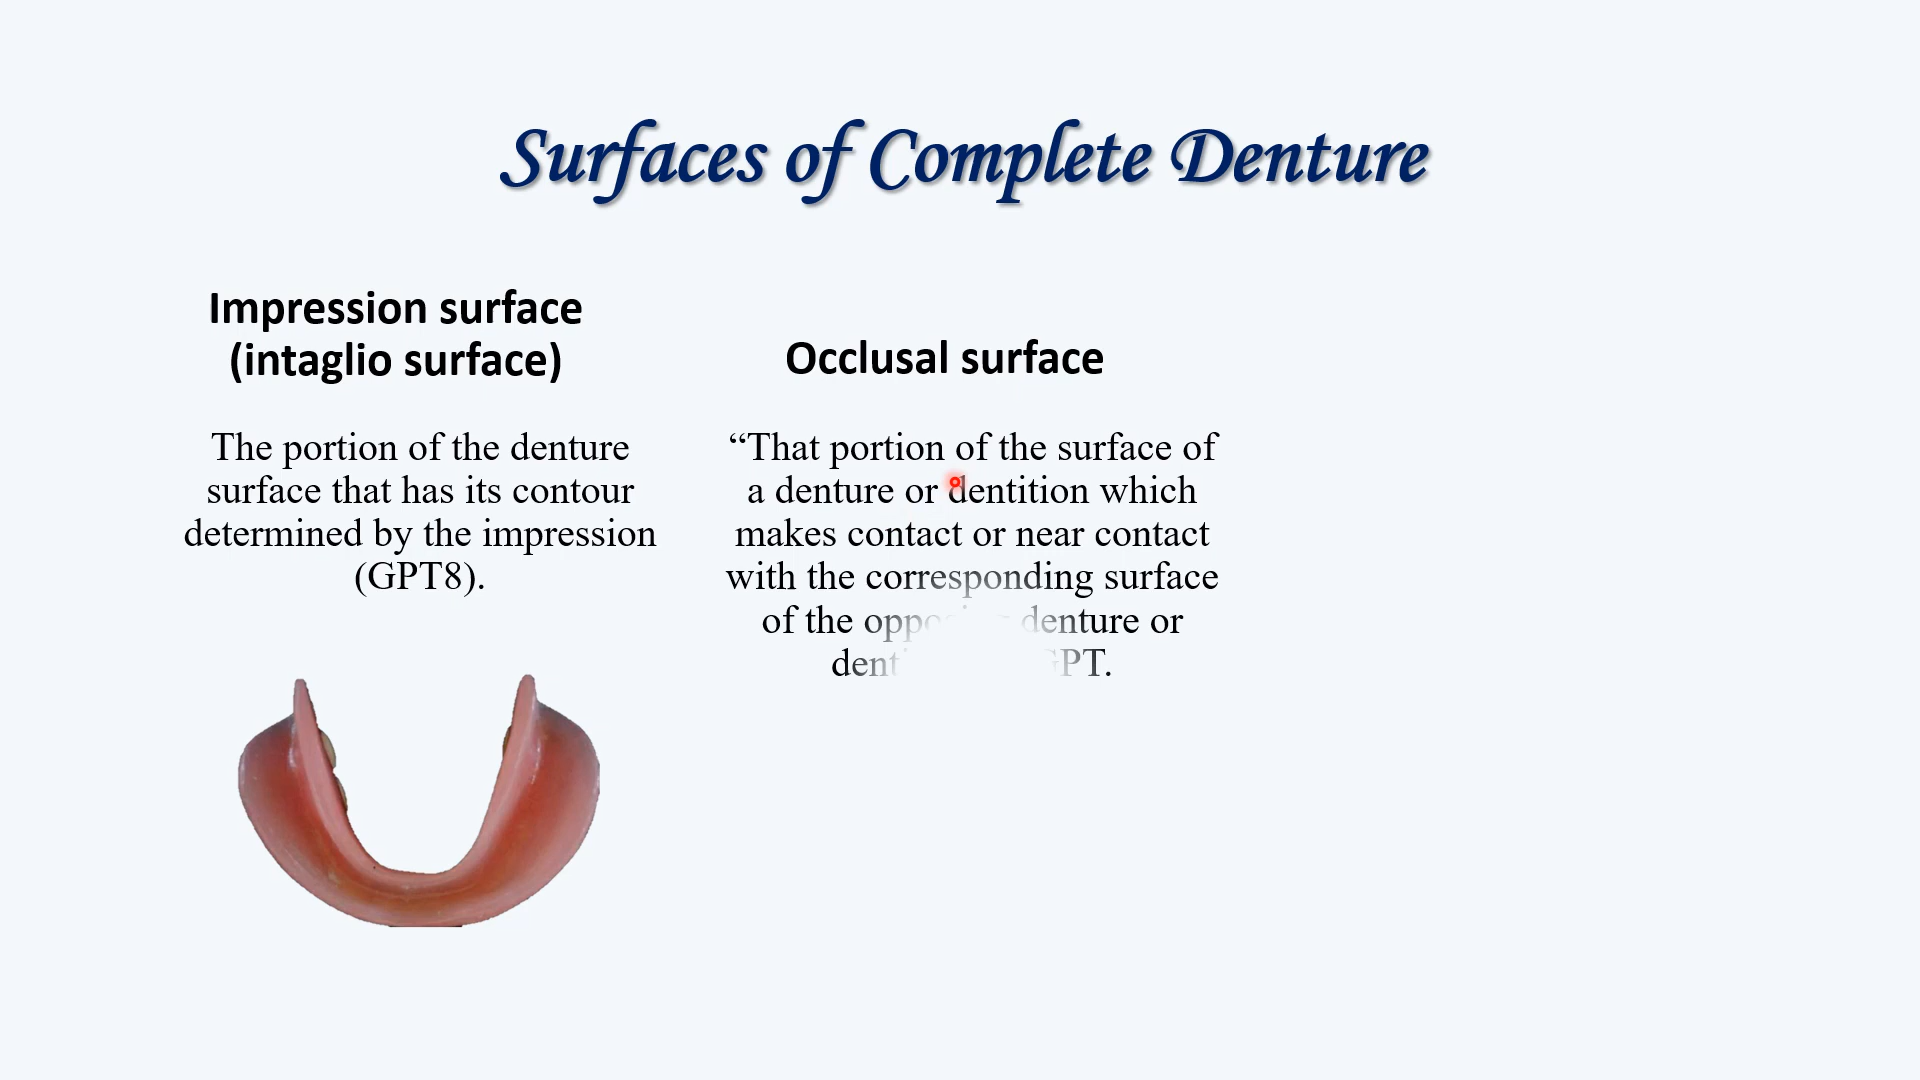 Surfaces of Complete Denture
Impression surface
(intaglio surface)
The portion of the denture
surface that has its contour
determined by the impression
(GPT8).
Occlusal surface
“That portion of the surface of
a denture or dentition which
makes contact or near contact
with the corresponding surface
of the denture or